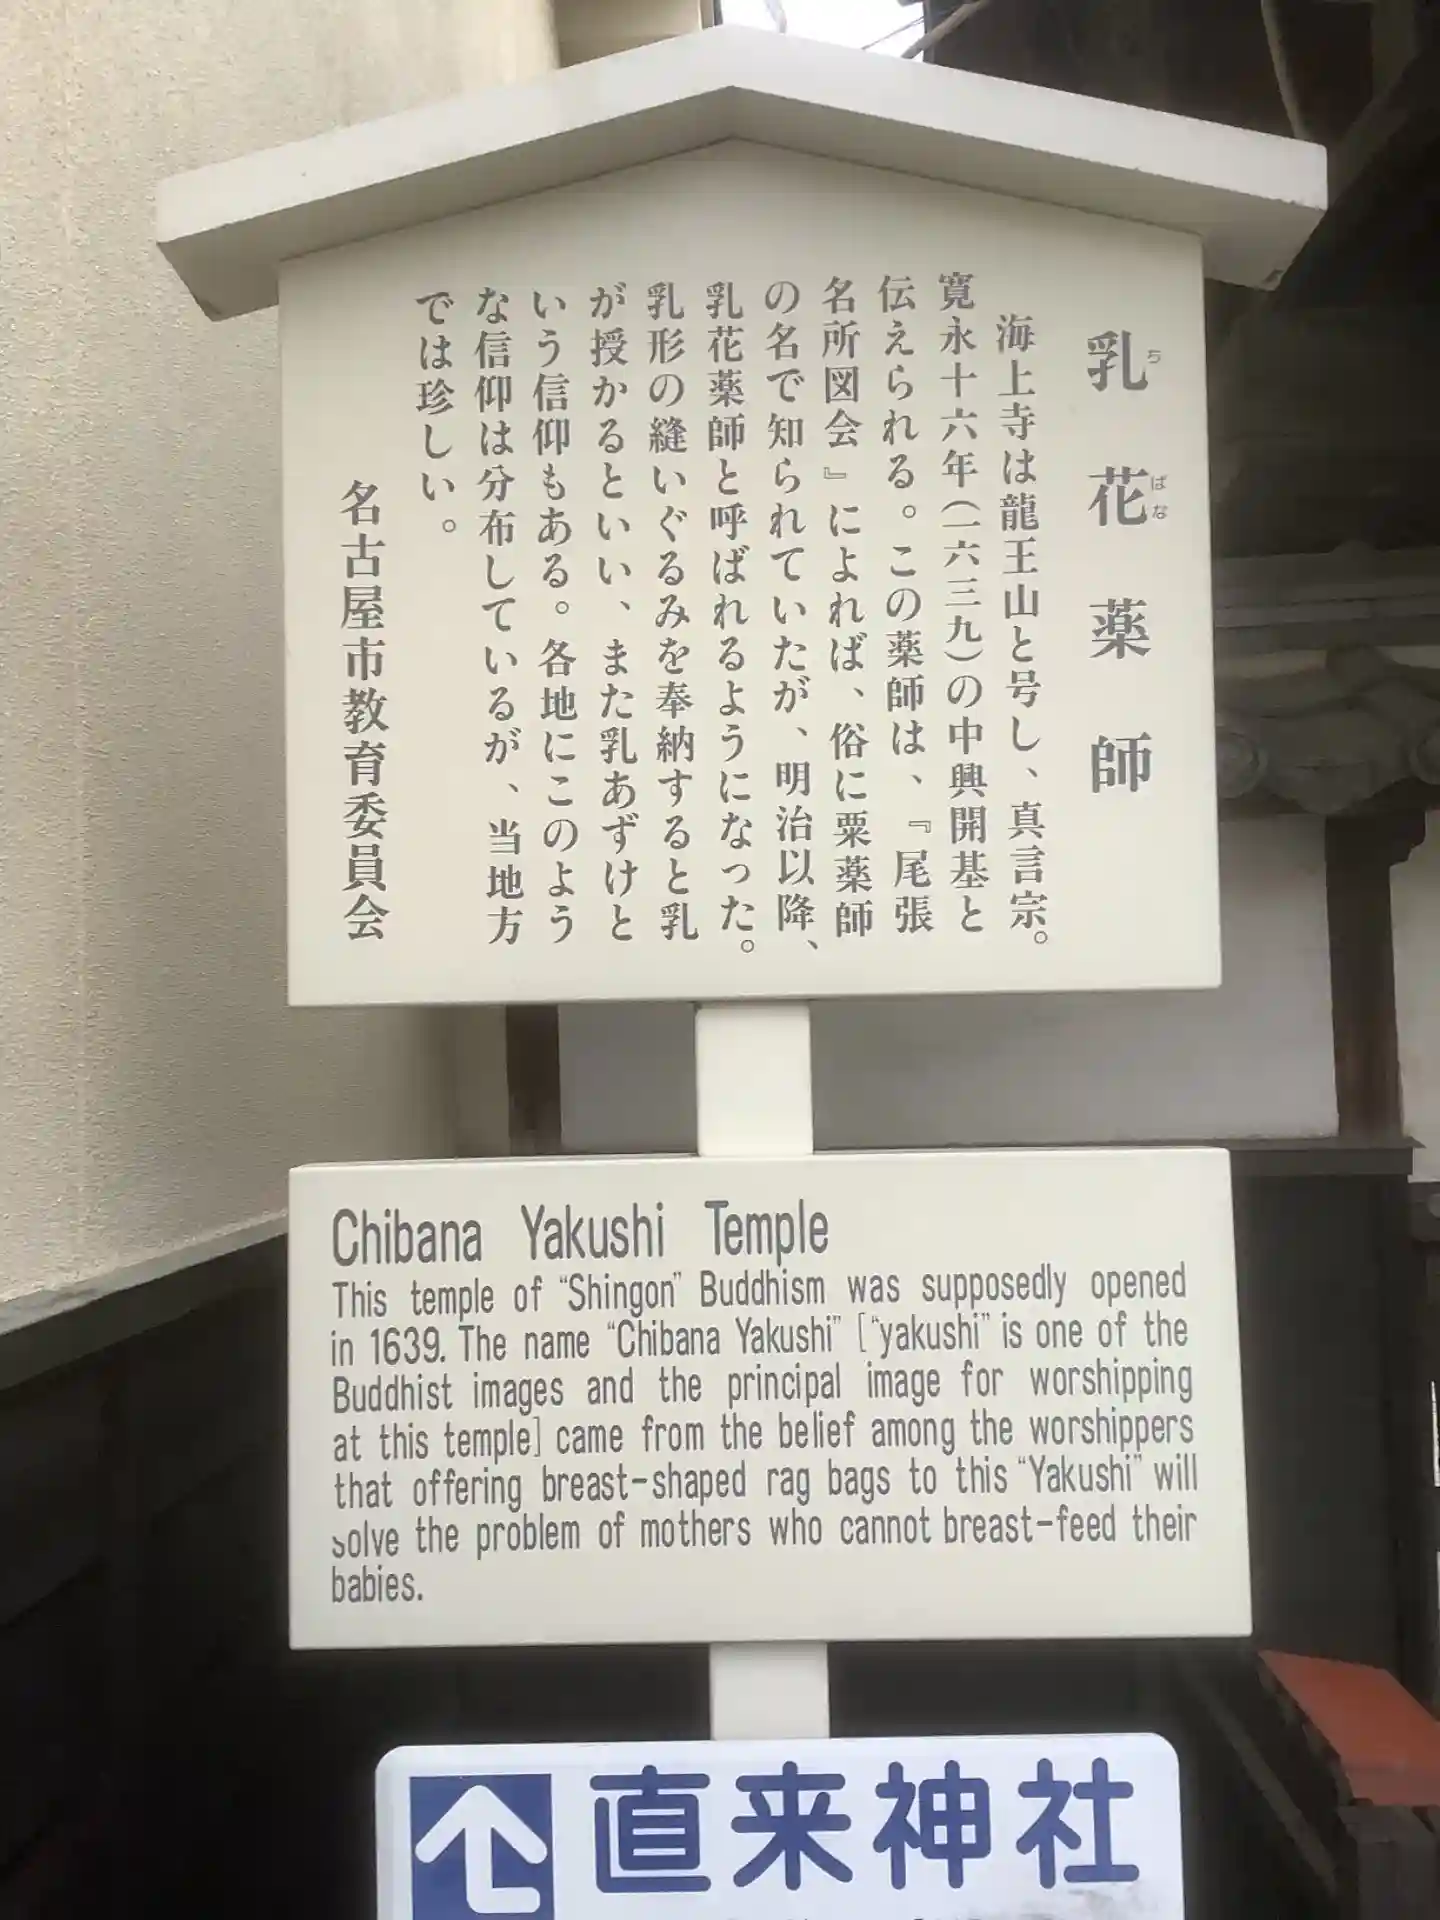 乳花薬師
ち
ばな
海上寺は龍王山と号し、真言宗。
寛永十六年(一六三九)の中興開基と
伝えられる。この薬師は、『尾張
名所図会』によれば、俗に粟薬師
の名で知られていたが、明治以降、
乳花薬師と呼ばれるようになった。
乳形の縫いぐるみを奉納すると乳
が授かるといい、また乳あずけと
いう信仰もある。各地にこのよう
な信仰は分布しているが、当地方
では珍しい。
名古屋市教育委員会
Chibana Yakushi Temple
This temple of “Shingon” Buddhism was supposedly opened
in 1639. The name “Chibana Yakushi” [“yakushi” is one of the
Buddhist images and the principal image for worshipping
at this temple] came from the belief among the worshippers
that offering breast-shaped rag bags to this “Yakushi” will
solve the problem of mothers who cannot breast-feed their
babies.
直来神社